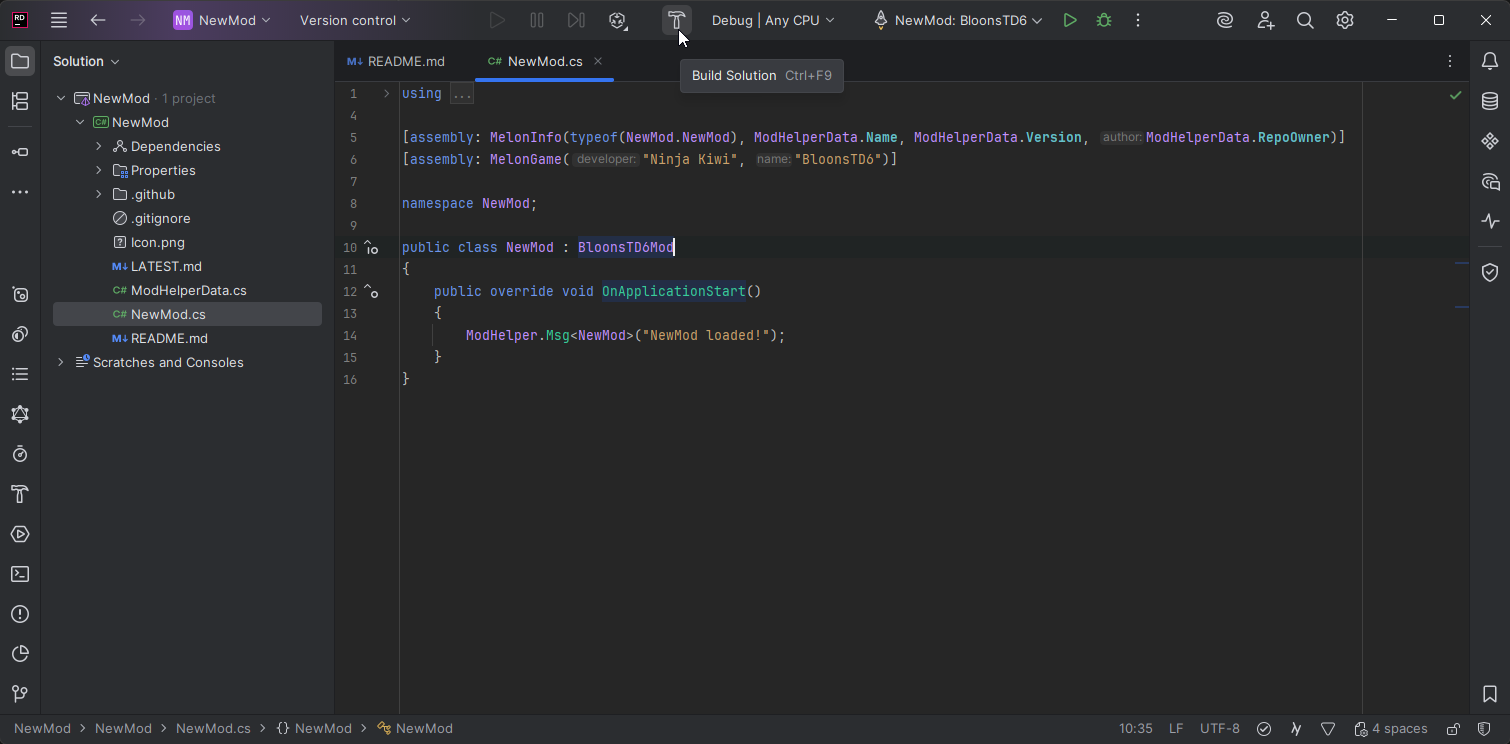 RD NM NewMod Version control Debug | Any CPU NewMod: BloonsTD6
Solution
NewMod · 1 project
C# NewMod
Dependencies
Properties
.github
.gitignore
Icon.png
M↓ LATEST.md
C# ModHelperData.cs
C# NewMod.cs
M↓ README.md
Scratches and Consoles
M↓ README.md C# NewMod.cs
Build Solution Ctrl+F9
1 using ...
4
5 [assembly: MelonInfo(typeof(NewMod.NewMod), ModHelperData.Name, ModHelperData.Version, author: ModHelperData.RepoOwner)]
6 [assembly: MelonGame( developer: "Ninja Kiwi", name: "BloonsTD6")]
7
8 namespace NewMod;
9
10 public class NewMod : BloonsTD6Mod
11 {
12 public override void OnApplicationStart()
13 {
14 ModHelper.Msg<NewMod>("NewMod loaded!");
15 }
16 }
NewMod > NewMod > NewMod.cs > {} NewMod > NewMod 10:35 LF UTF-8 4 spaces